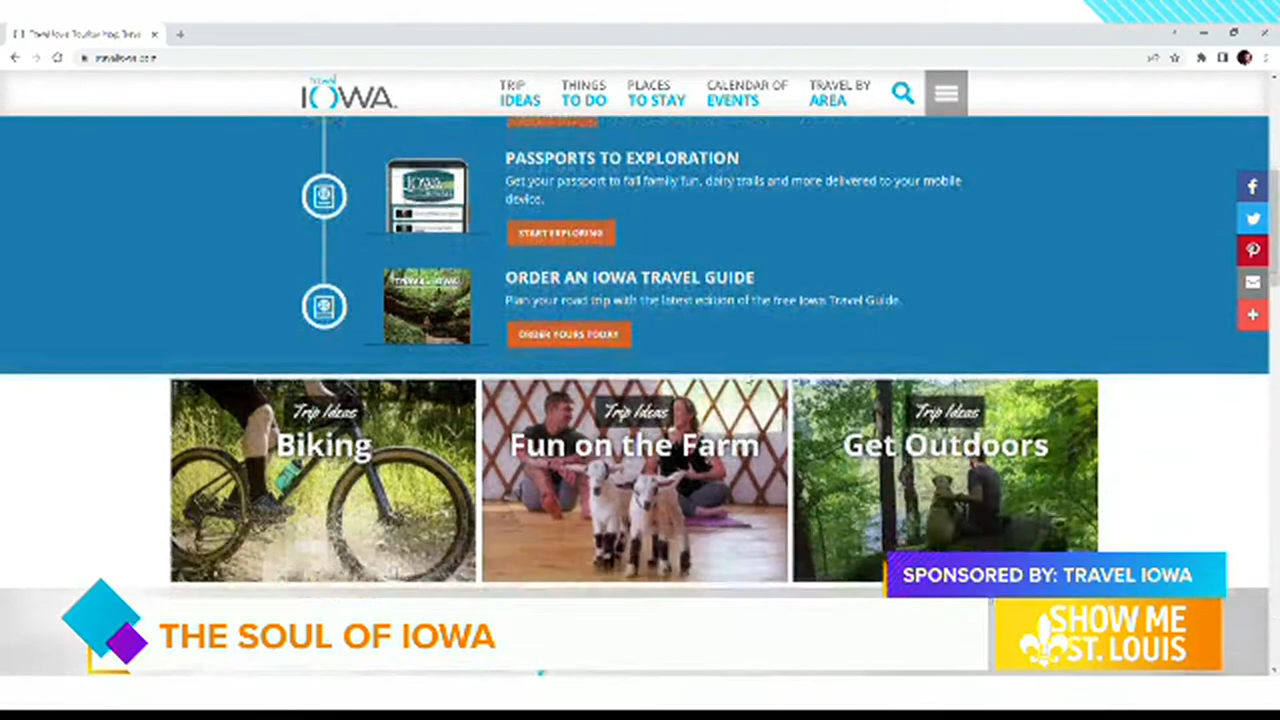 travel
IOWA.
TRIP
IDEAS
THINGS
TO DO
PLACES
TO STAY
CALENDAR OF
EVENTS
TRAVEL BY
AREA
PASSPORTS TO EXPLORATION
Get your passport to fall family fun, dairy trails and more delivered to your mobile
device.
START EXPLORING
ORDER AN IOWA TRAVEL GUIDE
Plan your road trip with the latest edition of the free Iowa Travel Guide.
ORDER YOURS TODAY
Trip Ideas
Biking
Trip Ideas
Fun on the Farm
Trip Ideas
Get Outdoors
SPONSORED BY: TRAVEL IOWA
THE SOUL OF IOWA
SHOW ME
ST. LOUIS